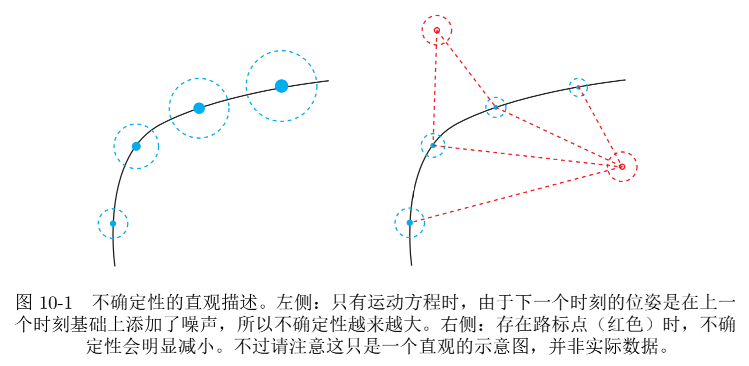 图 10-1 不确定性的直观描述。左侧：只有运动方程时，由于下一个时刻的位姿是在上一
个时刻基础上添加了噪声，所以不确定性越来越大。右侧：存在路标点（红色）时，不确
定性会明显减小。不过请注意这只是一个直观的示意图，并非实际数据。